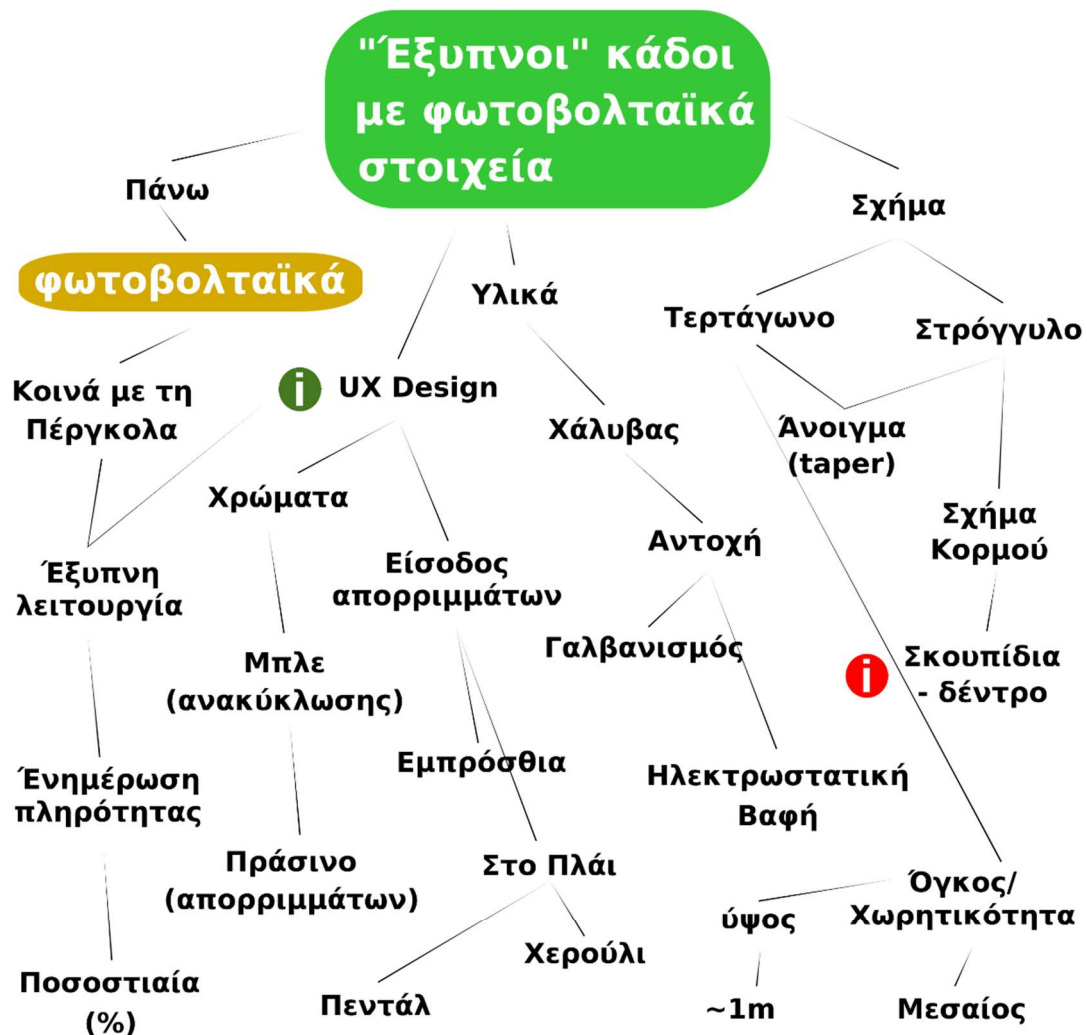 "Έξυπνοι" κάδοι
με φωτοβολταϊκά
στοιχεία
Πάνω
Σχήμα
φωτοβολταϊκά
Υλικά
Τερτάγωνο
Στρόγγυλο
Κοινά με τη
Πέργκολα
i
UX Design
Χάλυβας
Άνοιγμα
(taper)
Χρώματα
Αντοχή
Σχήμα
Κορμού
Έξυπνη
λειτουργία
Είσοδος
απορριμμάτων
Γαλβανισμός
Μπλε
(ανακύκλωσης)
i
Σκουπίδια
- δέντρο
Ένημέρωση
πληρότητας
Εμπρόσθια
Ηλεκτρωστατική
Βαφή
Πράσινο
(απορριμμάτων)
Στο Πλάι
ύψος
Όγκος/
Χωρητικότητα
Χερούλι
Ποσοστιαία
(%)
Πεντάλ
~1m
Μεσαίος